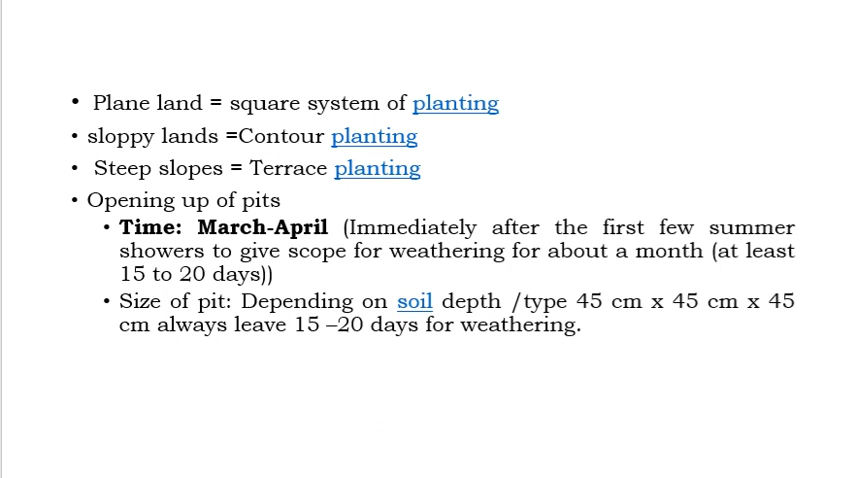 • Plane land = square system of planting
• sloppy lands =Contour planting
• Steep slopes = Terrace planting
• Opening up of pits
• Time: March-April (Immediately after the first few summer
showers to give scope for weathering for about a month (at least
15 to 20 days))
• Size of pit: Depending on soil depth /type 45 cm x 45 cm x 45
cm always leave 15 –20 days for weathering.